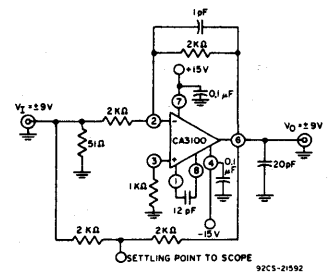 1pF
2KΩ
+15V
0.1 μF
7
VI = ±9V
2KΩ
2
−
CA3100
6
VO = ±9V
51Ω
3
+
4
0.1 μF
20pF
1KΩ
1
8
12 pF
−15V
2KΩ
2KΩ
SETTLING POINT TO SCOPE
92CS-21592